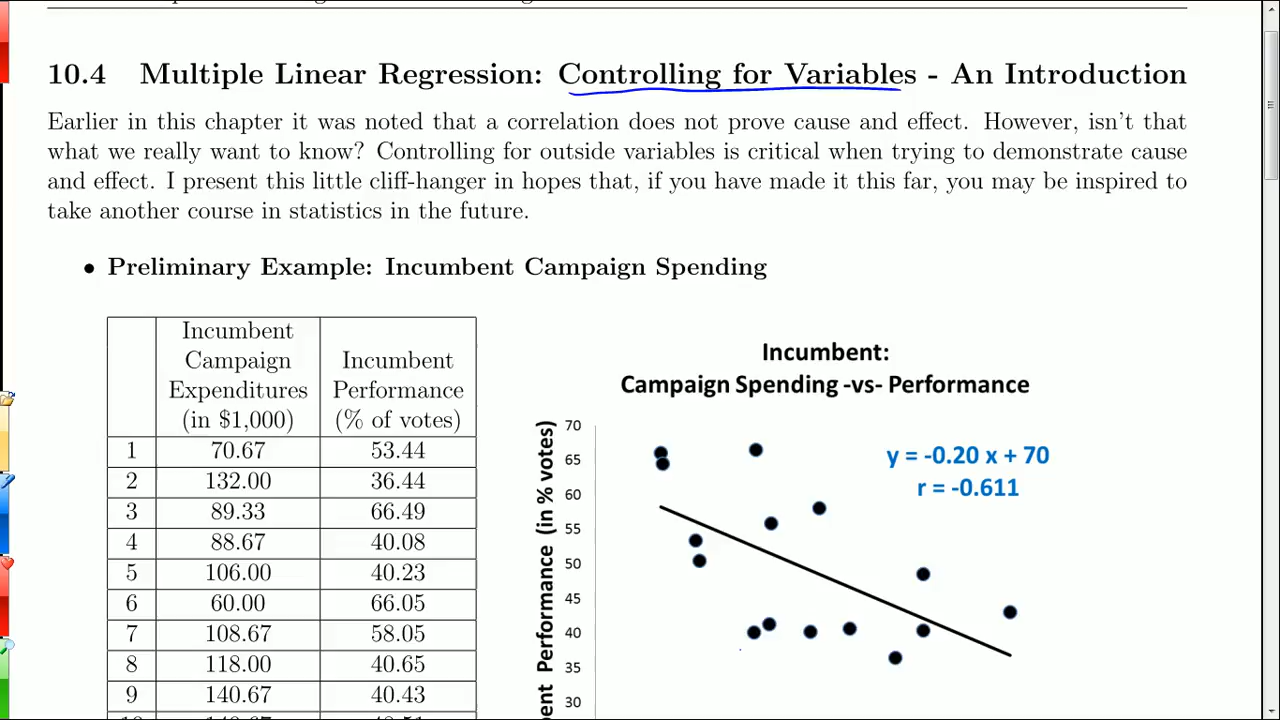 10.4 Multiple Linear Regression: Controlling for Variables - An Introduction
Earlier in this chapter it was noted that a correlation does not prove cause and effect. However, isn't that
what we really want to know? Controlling for outside variables is critical when trying to demonstrate cause
and effect. I present this little cliff-hanger in hopes that, if you have made it this far, you may be inspired to
take another course in statistics in the future.
• Preliminary Example: Incumbent Campaign Spending
Incumbent
Campaign
Expenditures
(in $1,000)
Incumbent
Performance
(% of votes)
1 70.67 53.44
2 132.00 36.44
3 89.33 66.49
4 88.67 40.08
5 106.00 40.23
6 60.00 66.05
7 108.67 58.05
8 118.00 40.65
9 140.67 40.43
Incumbent:
Campaign Spending -vs- Performance
y = -0.20 x + 70
r = -0.611
Performance (in % votes)
70
65
60
55
50
45
40
35
30